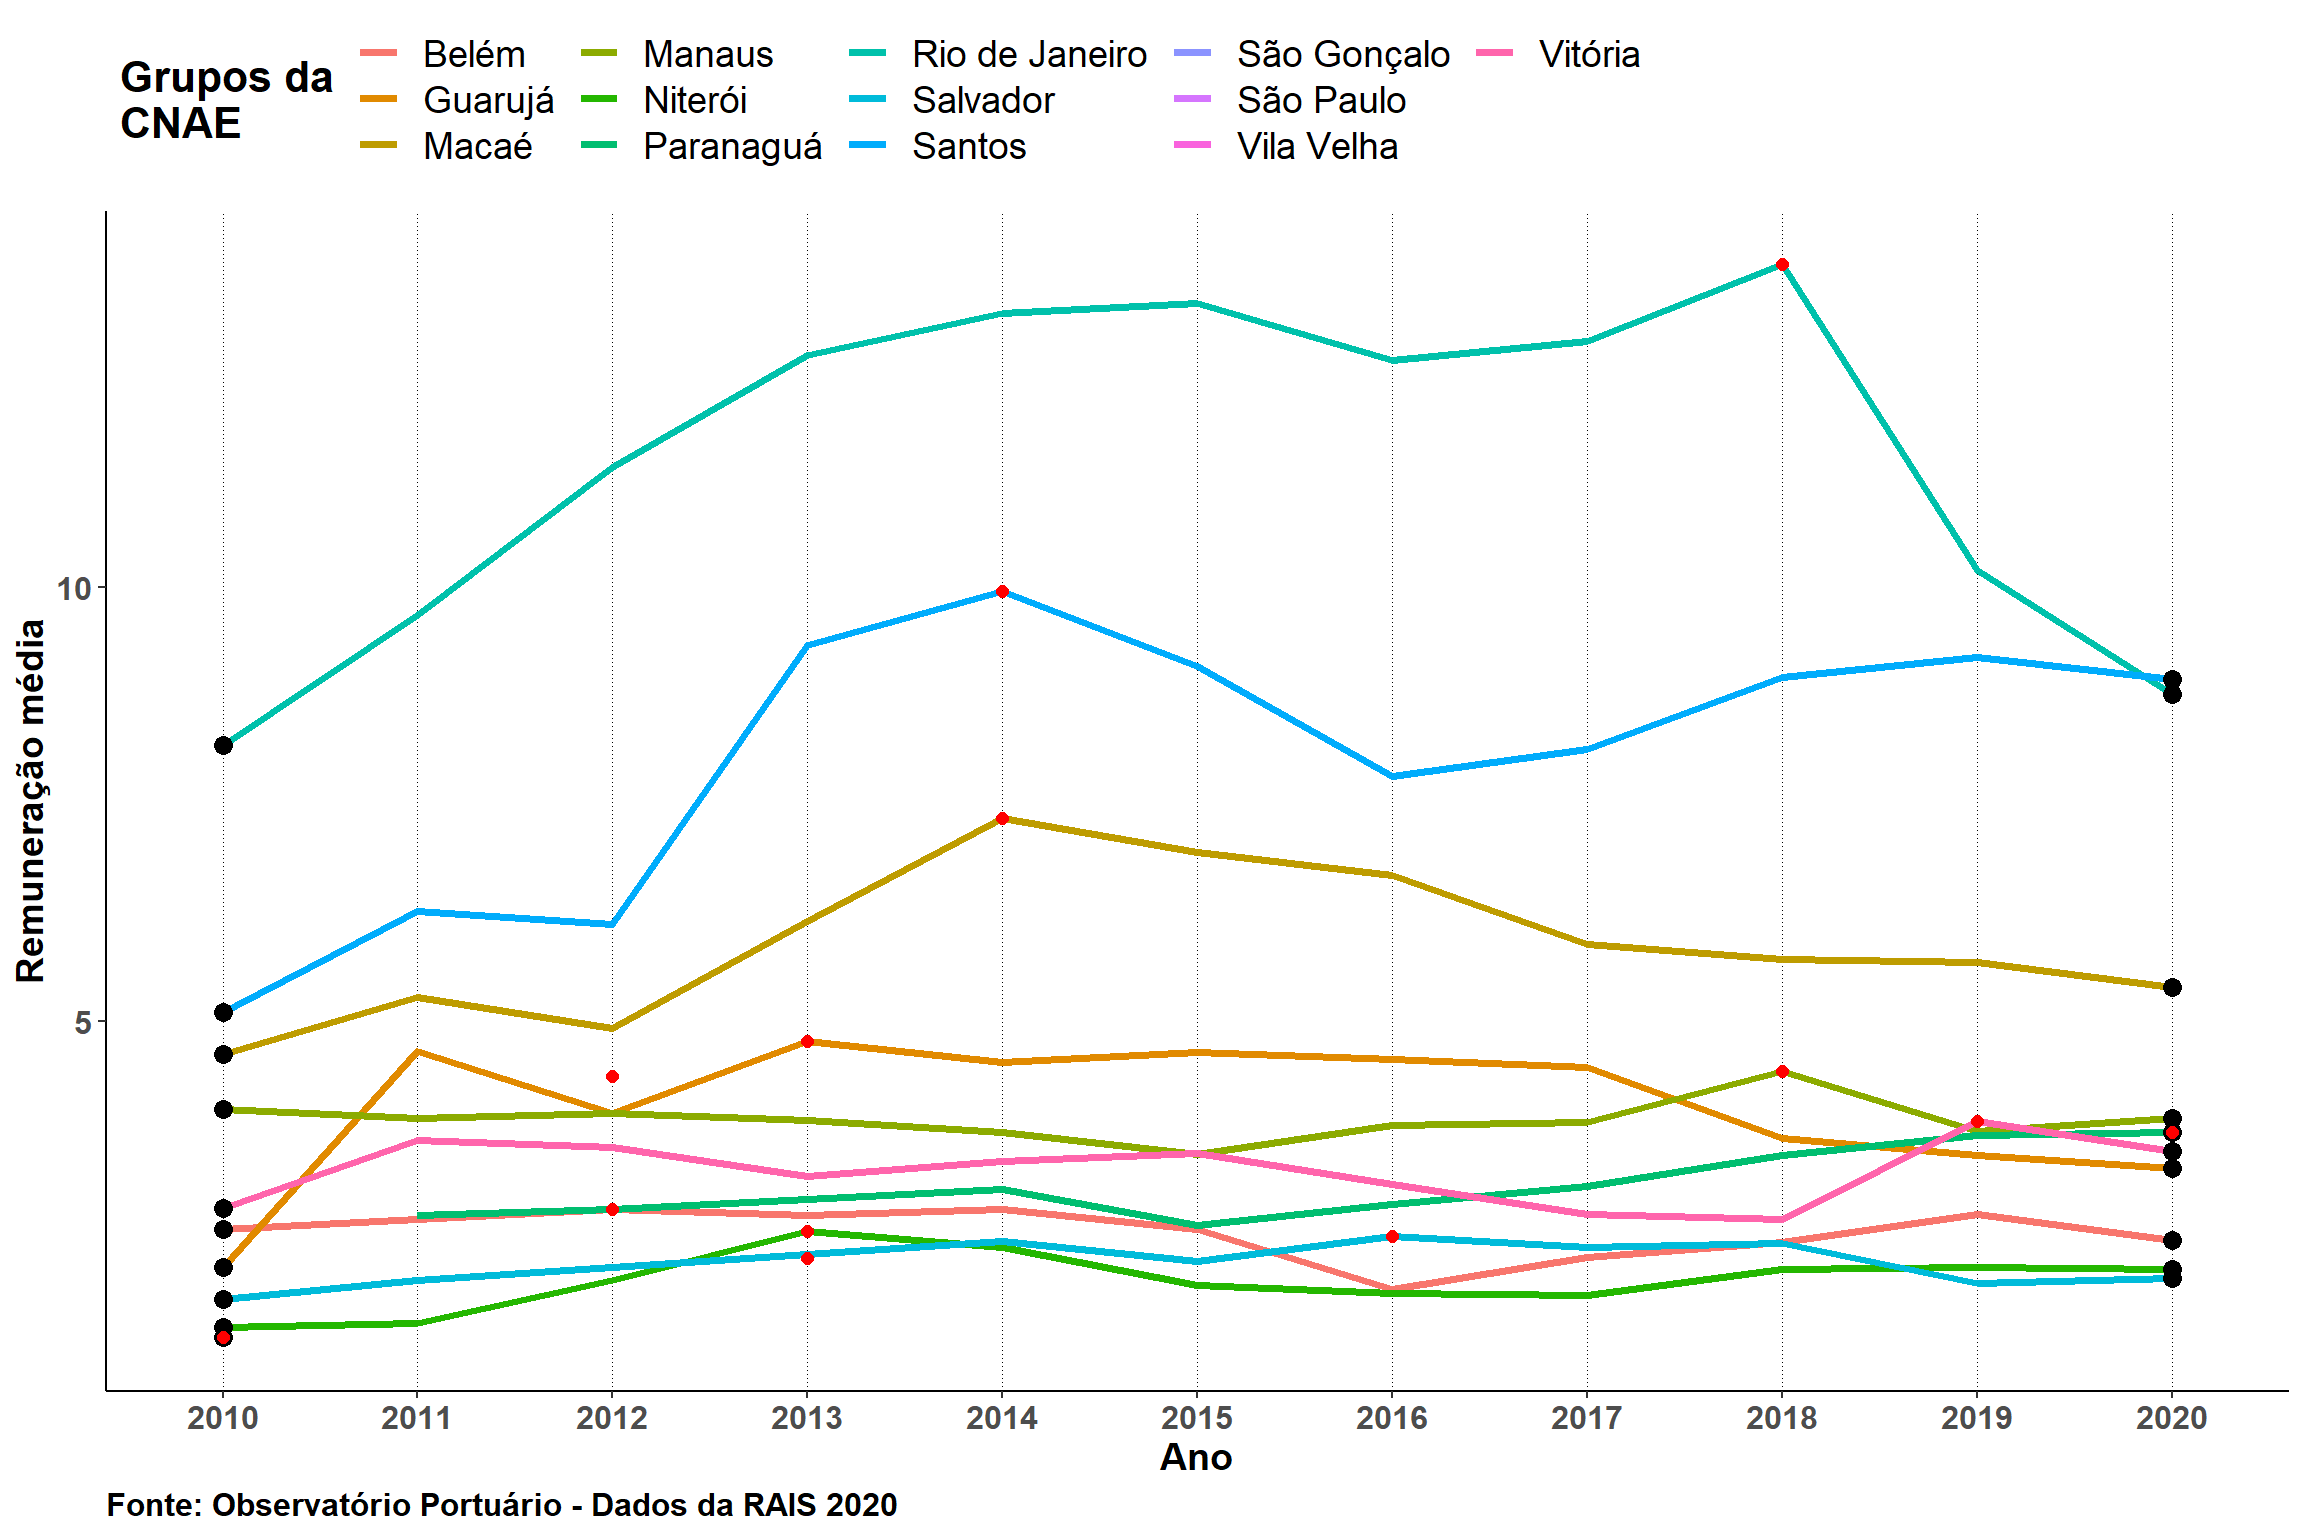 Grupos da
CNAE
Belém
Guarujá
Macaé
Manaus
Niterói
Paranaguá
Rio de Janeiro
Salvador
Santos
São Gonçalo
São Paulo
Vila Velha
Vitória
Remuneração média
10
5
2010 2011 2012 2013 2014 2015 2016 2017 2018 2019 2020
Ano
Fonte: Observatório Portuário - Dados da RAIS 2020